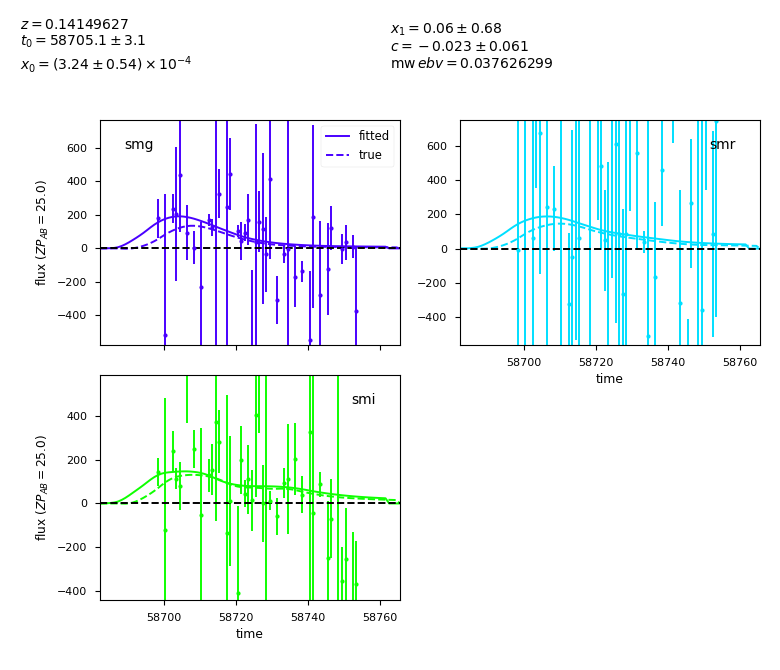 z = 0.14149627
t₀ = 58705.1 ± 3.1
x₀ = (3.24 ± 0.54) × 10⁻⁴
x₁ = 0.06 ± 0.68
c = −0.023 ± 0.061
mwebv = 0.037626299
smg
fitted
true
600
400
200
0
−200
−400
flux (ZP_AB = 25.0)
smr
600
400
200
0
−200
−400
58700 58720 58740 58760
time
smi
400
200
0
−200
−400
flux (ZP_AB = 25.0)
58700 58720 58740 58760
time